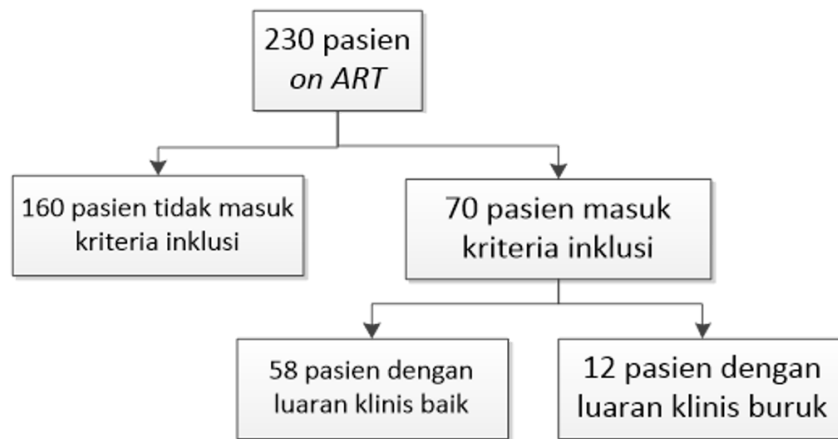 230 pasien
on ART
160 pasien tidak masuk
kriteria inklusi
70 pasien masuk
kriteria inklusi
58 pasien dengan
luaran klinis baik
12 pasien dengan
luaran klinis buruk